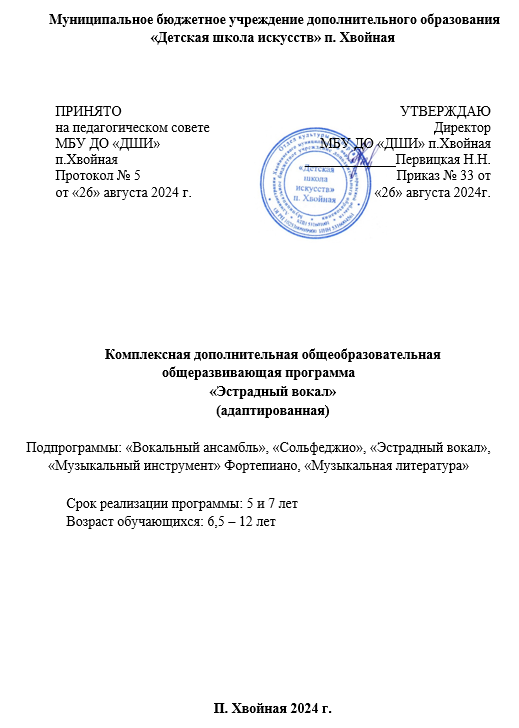 Муниципальное бюджетное учреждение дополнительного образования
«Детская школа искусств» п. Хвойная
ПРИНЯТО
на педагогическом совете
МБУ ДО «ДШИ»
п.Хвойная
Протокол № 5
от «26» августа 2024 г.
УТВЕРЖДАЮ
Директор
МБУ ДО «ДШИ» п.Хвойная
Первицкая Н.Н.
Приказ № 33 от
«26» августа 2024г.
«Детская
школа
искусств»
п. Хвойная
Комплексная дополнительная общеобразовательная
общеразвивающая программа
«Эстрадный вокал»
(адаптированная)
Подпрограммы: «Вокальный ансамбль», «Сольфеджио», «Эстрадный вокал»,
«Музыкальный инструмент» Фортепиано, «Музыкальная литература»
Срок реализации программы: 5 и 7 лет
Возраст обучающихся: 6,5 – 12 лет
П. Хвойная 2024 г.